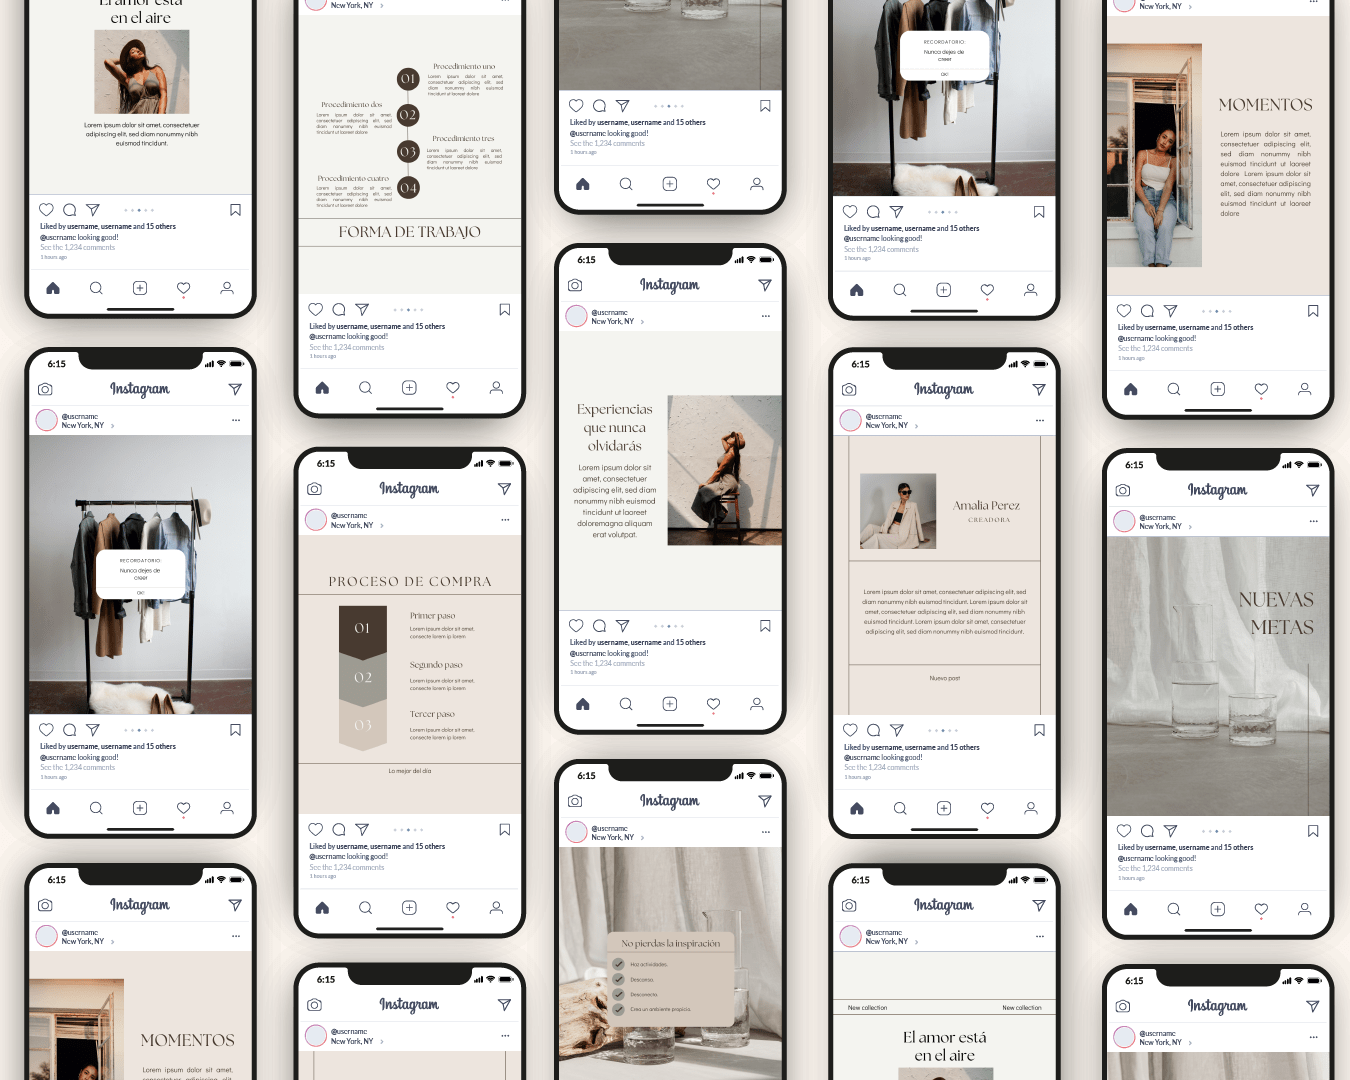 El amor está
en el aire
Lorem ipsum dolor sit amet, consectetuer
adipiscing elit, sed diam nonummy nibh
euismod tincidunt.
Liked by username, username and 15 others
@username looking good!
See the 1,234 comments
1 hours ago
6:15
Instagram
@username
New York, NY
RECORDATORIO:
Nunca dejes de
creer
OK!
Liked by username, username and 15 others
@username looking good!
See the 1,234 comments
1 hours ago
6:15
Instagram
@username
New York, NY
MOMENTOS
Lorem ipsum dolor sit amet,
New York, NY
Procedimiento uno
01
Lorem ipsum dolor sit amet,
consectetuer adipiscing elit, sed
diam nonummy nibh euismod
tincidunt ut laoreet dolore
Procedimiento dos
02
Lorem ipsum dolor sit amet,
consectetuer adipiscing elit, sed
diam nonummy nibh euismod
tincidunt ut laoreet dolore
Procedimiento tres
03
Lorem ipsum dolor sit amet,
consectetuer adipiscing elit, sed
diam nonummy nibh euismod
tincidunt ut laoreet dolore
Procedimiento cuatro
04
Lorem ipsum dolor sit amet,
consectetuer adipiscing elit, sed
diam nonummy nibh euismod
tincidunt ut laoreet dolore
FORMA DE TRABAJO
Liked by username, username and 15 others
@username looking good!
See the 1,234 comments
1 hours ago
6:15
Instagram
@username
New York, NY
PROCESO DE COMPRA
01
Primer paso
Lorem ipsum dolor sit amet,
consecte lorem ip lorem
02
Segundo paso
Lorem ipsum dolor sit amet,
consecte lorem ip lorem
03
Tercer paso
Lorem ipsum dolor sit amet,
consecte lorem ip lorem
Lo mejor del día
Liked by username, username and 15 others
@username looking good!
See the 1,234 comments
1 hours ago
6:15
Instagram
@username
New York, NY
Liked by username, username and 15 others
@username looking good!
See the 1,234 comments
1 hours ago
6:15
Instagram
@username
New York, NY
Experiencias
que nunca
olvidarás
Lorem ipsum dolor sit
amet, consectetuer
adipiscing elit, sed diam
nonummy nibh euismod
tincidunt ut laoreet
doloremagna aliquam
erat volutpat.
Liked by username, username and 15 others
@username looking good!
See the 1,234 comments
1 hours ago
6:15
Instagram
@username
New York, NY
No pierdas la inspiración
Haz actividades.
Descansa.
Desconecta.
Crea un ambiente propicio.
RECORDATORIO:
Nunca dejes de
creer
OK!
Liked by username, username and 15 others
@username looking good!
See the 1,234 comments
1 hours ago
6:15
Instagram
@username
New York, NY
Amalia Perez
CREADORA
Lorem ipsum dolor sit amet, consectetuer adipiscing elit, sed
diam nonummy nibh euismod tincidunt. Lorem ipsum dolor sit
amet, consectetuer adipiscing elit, sed diam nonummy nibh
euismod tincidunt. Lorem ipsum dolor sit amet, consectetuer
adipiscing elit, sed diam nonummy nibh euismod tincidunt.
Nuevo post
Liked by username, username and 15 others
@username looking good!
See the 1,234 comments
1 hours ago
6:15
Instagram
@username
New York, NY
New collection
New collection
El amor está
en el aire
New York, NY
MOMENTOS
Lorem ipsum dolor sit amet,
consectetuer adipiscing elit,
sed diam nonummy nibh
euismod tincidunt ut laoreet
dolore Lorem ipsum dolor sit
amet, consectetuer adipiscing
elit, sed diam nonummy nibh
euismod tincidunt ut laoreet
dolore
Liked by username, username and 15 others
@username looking good!
See the 1,234 comments
1 hours ago
6:15
Instagram
@username
New York, NY
NUEVAS
METAS
Liked by username, username and 15 others
@username looking good!
See the 1,234 comments
1 hours ago
6:15
Instagram
@username
New York, NY